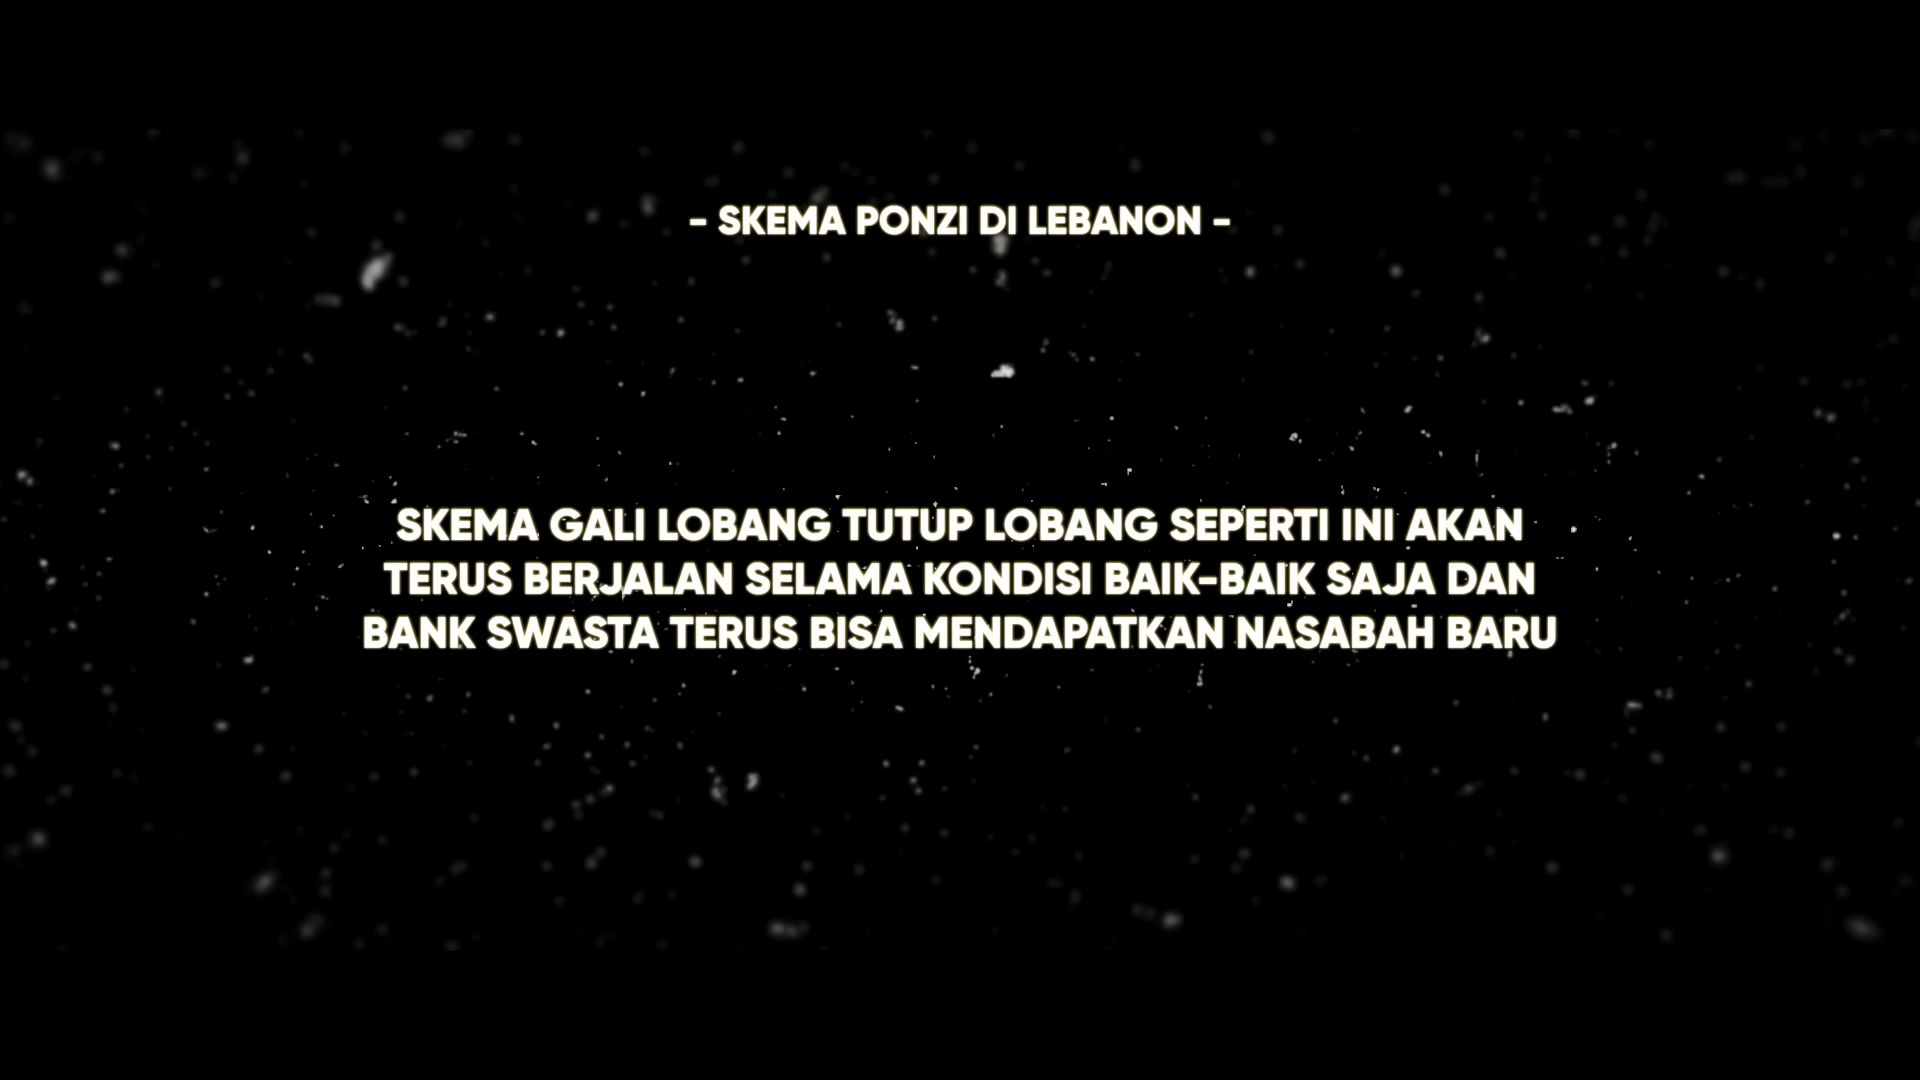 - SKEMA PONZI DI LEBANON -
SKEMA GALI LOBANG TUTUP LOBANG SEPERTI INI AKAN
TERUS BERJALAN SELAMA KONDISI BAIK-BAIK SAJA DAN
BANK SWASTA TERUS BISA MENDAPATKAN NASABAH BARU